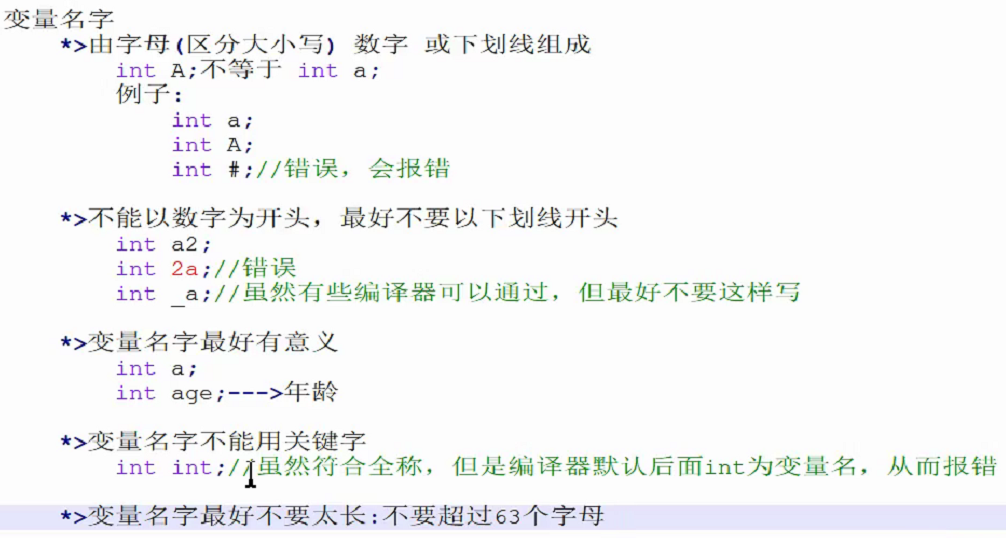 变量名字
*>由字母(区分大小写) 数字 或下划线组成
int A;不等于 int a;
例子:
int a;
int A;
int #;//错误，会报错
*>不能以数字为开头，最好不要以下划线开头
int a2;
int 2a;//错误
int _a;//虽然有些编译器可以通过，但最好不要这样写
*>变量名字最好有意义
int a;
int age;--->年龄
*>变量名字不能用关键字
int int;//虽然符合全称，但是编译器默认后面int为变量名，从而报错
*>变量名字最好不要太长:不要超过63个字母